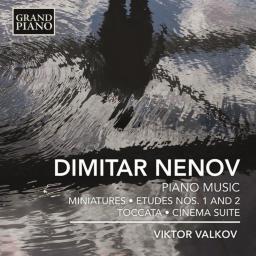 GRAND
PIANO
DIMITAR NENOV
PIANO MUSIC
MINIATURES • ETUDES NOS. 1 AND 2
TOCCATA • CINEMA SUITE
VIKTOR VALKOV